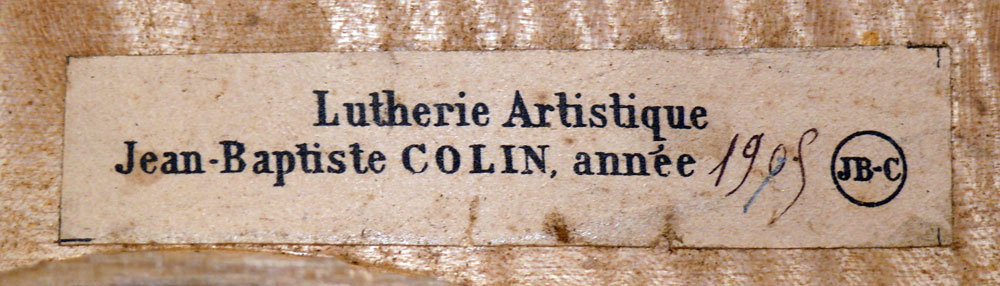 Lutherie Artistique
Jean-Baptiste COLIN, année 1905 JB-C